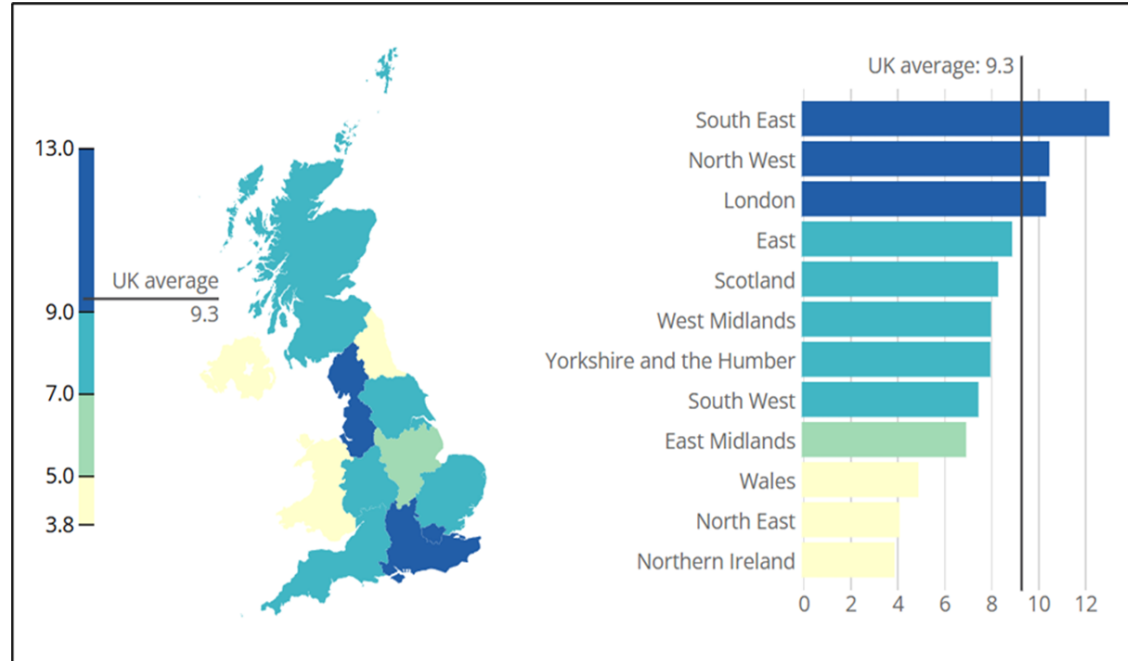 13.0
UK average
9.3
9.0
7.0
5.0
3.8
UK average: 9.3
South East
North West
London
East
Scotland
West Midlands
Yorkshire and the Humber
South West
East Midlands
Wales
North East
Northern Ireland
0 2 4 6 8 10 12